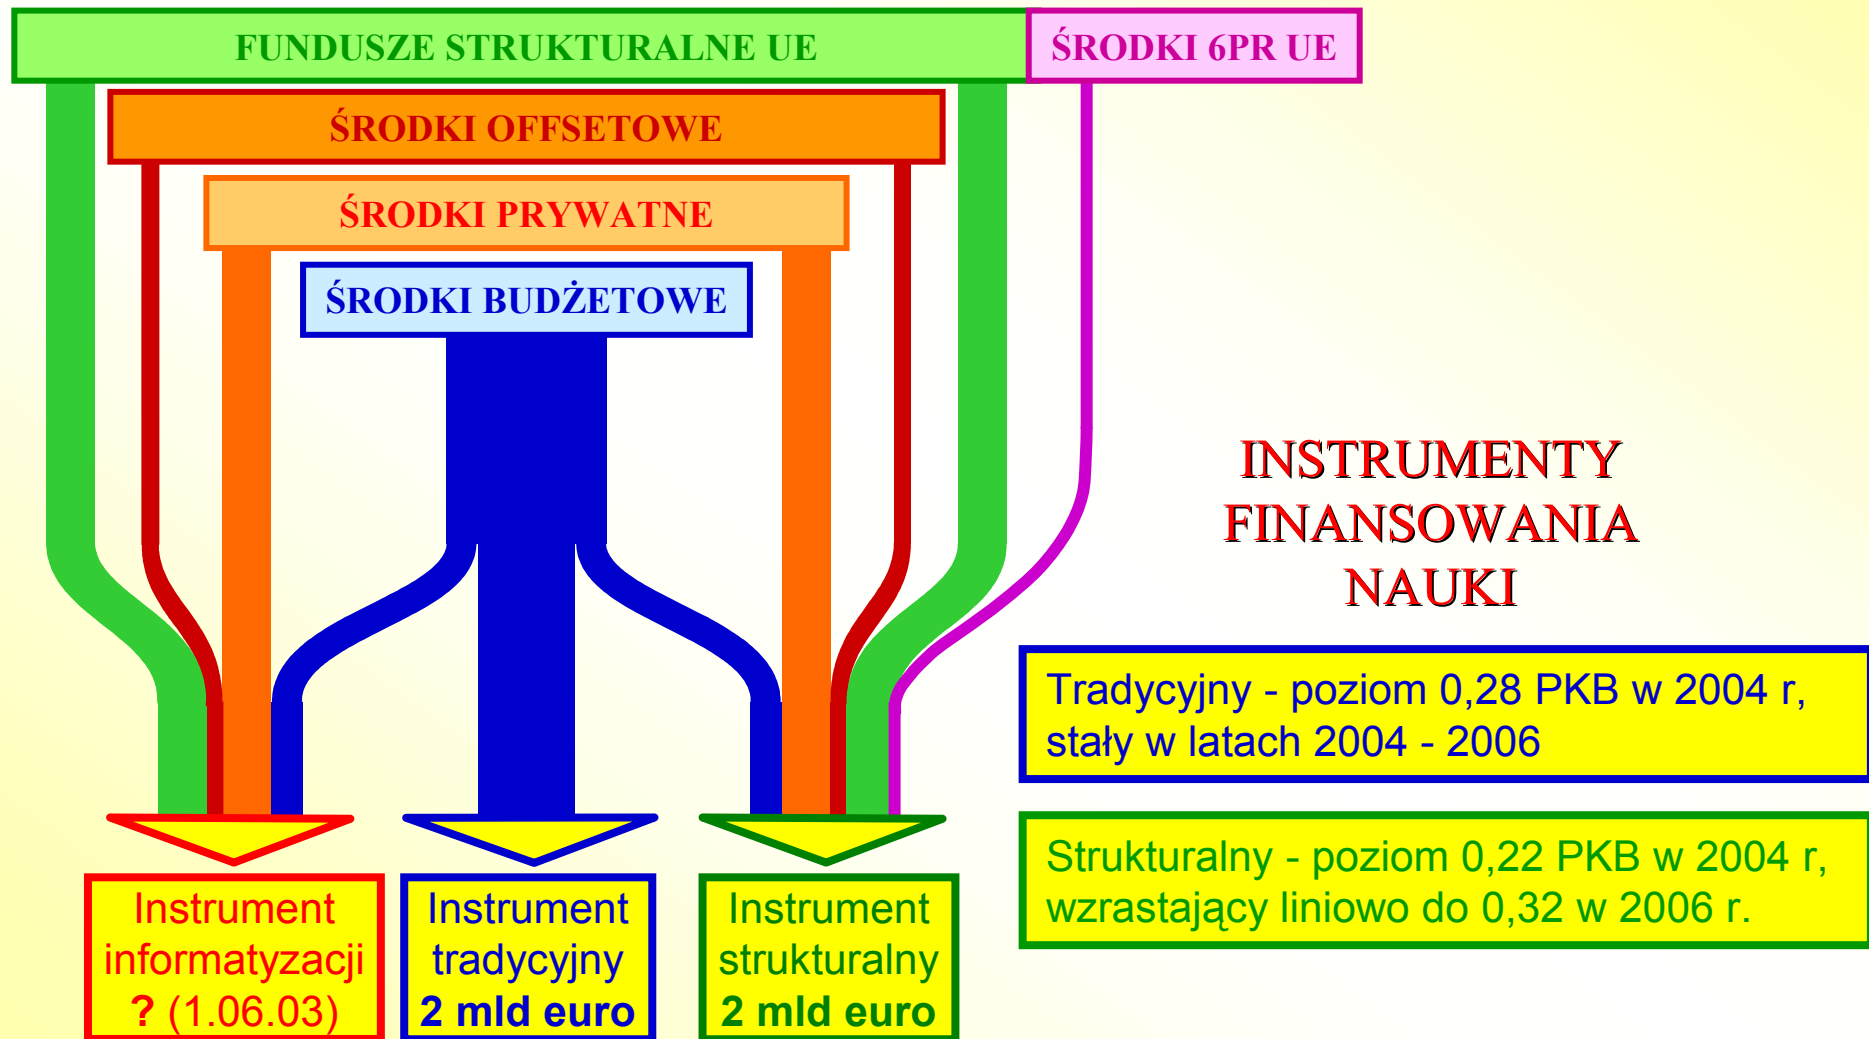 FUNDUSZE STRUKTURALNE UE
ŚRODKI 6PR UE
ŚRODKI OFFSETOWE
ŚRODKI PRYWATNE
ŚRODKI BUDŻETOWE
INSTRUMENTY
FINANSOWANIA
NAUKI
Tradycyjny - poziom 0,28 PKB w 2004 r,
stały w latach 2004 - 2006
Strukturalny - poziom 0,22 PKB w 2004 r,
wzrastający liniowo do 0,32 w 2006 r.
Instrument
informatyzacji
? (1.06.03)
Instrument
tradycyjny
2 mld euro
Instrument
strukturalny
2 mld euro